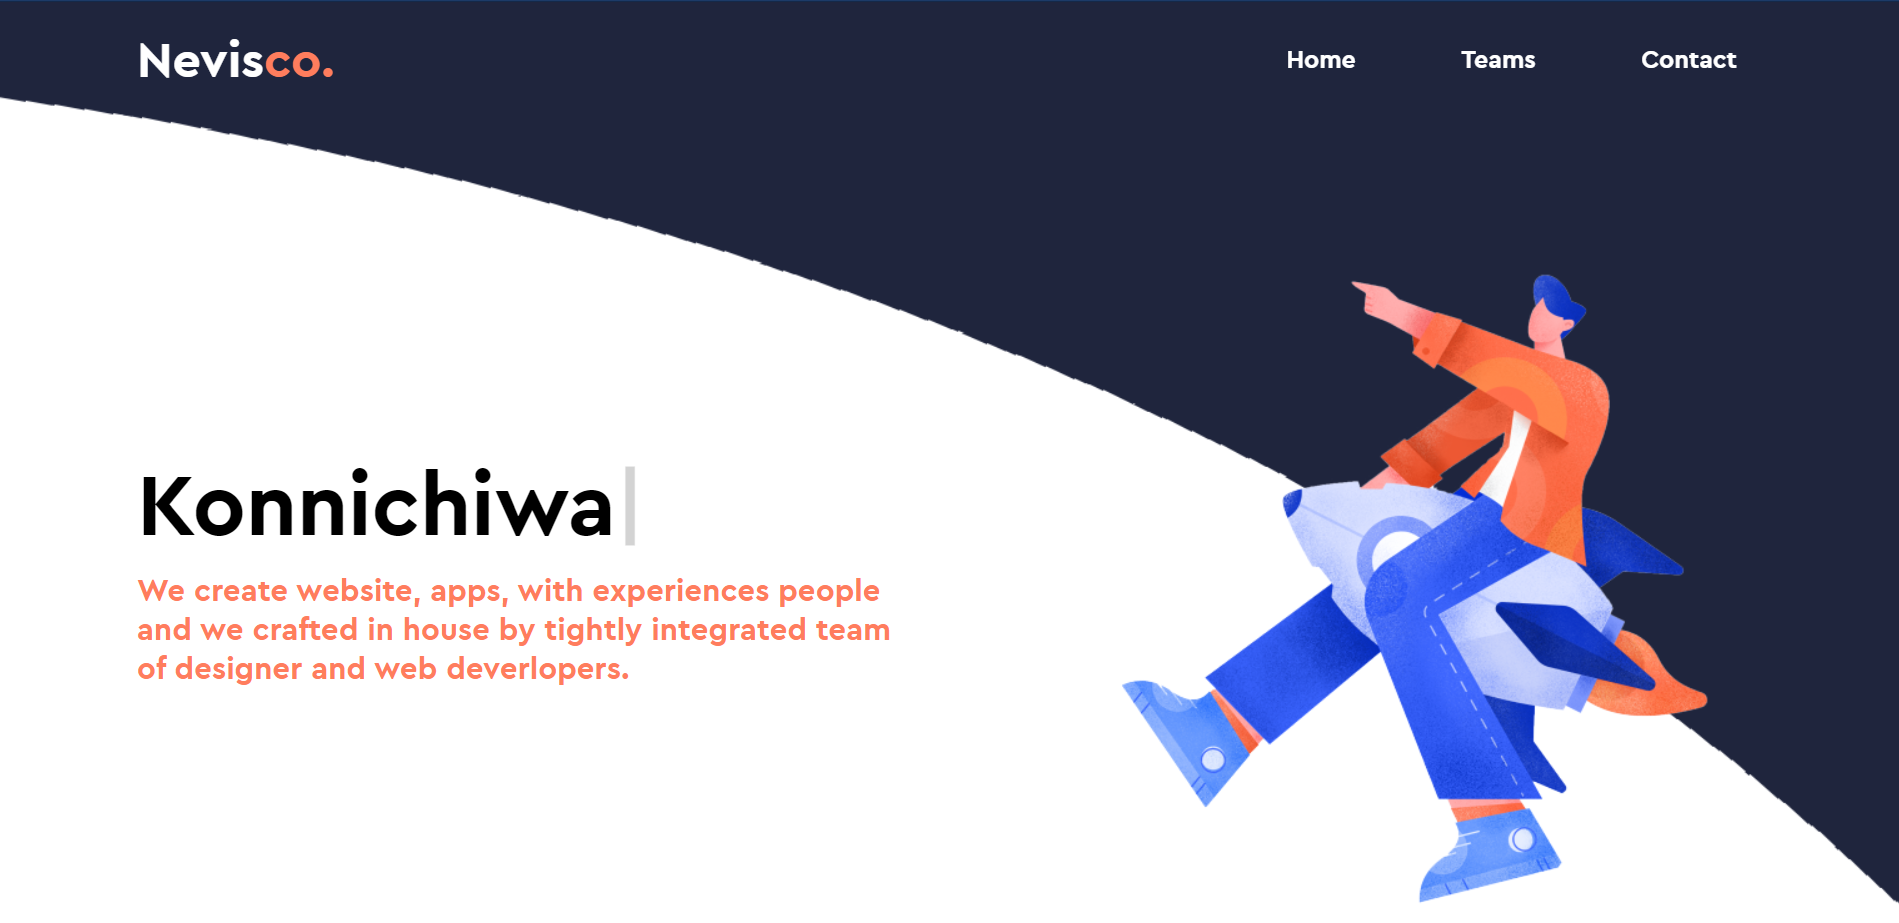 Nevisco.
Home Teams Contact
Konnichiwa
We create website, apps, with experiences people
and we crafted in house by tightly integrated team
of designer and web deverlopers.